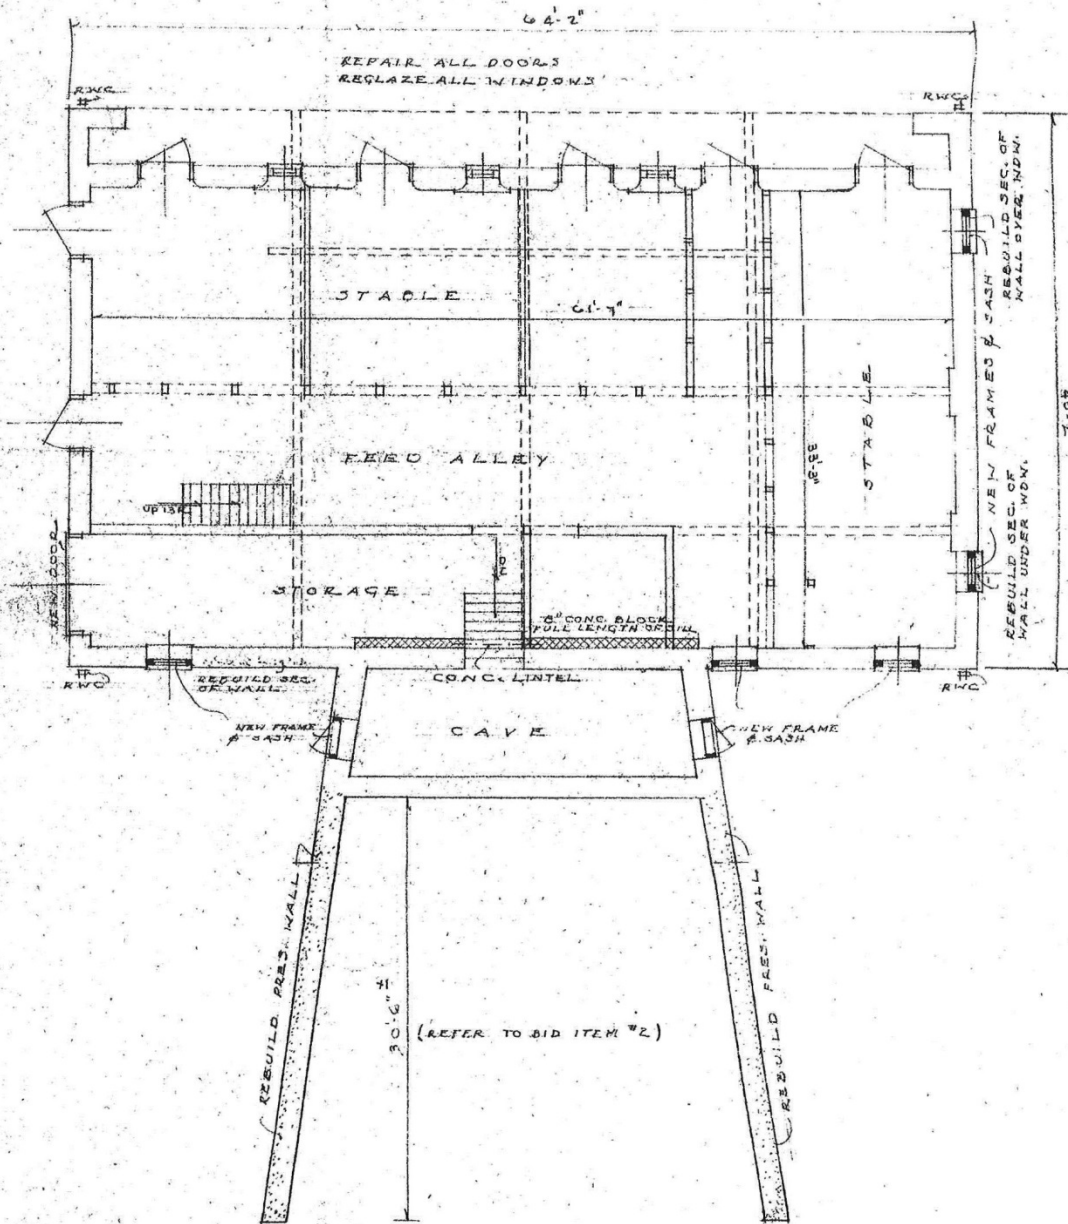 64'-2"
REPAIR ALL DOORS
REGLAZE ALL WINDOWS
RWC
RWC
REBUILD SEC. OF
WALL OVER WDW.
NEW FRAMES & SASH
STABLE
STABLE
FEED ALLEY
UP 13R
33'-3"
REBUILD SEC. OF
WALL UNDER WDW.
NEW DOOR
STORAGE
DN
8" CONC. BLOCK
FULL LENGTH OF SILL
RWC
REBUILD SEC.
OF WALL
CONC. LINTEL
RWC
NEW FRAME
& SASH
CAVE
NEW FRAME
& SASH
REBUILD PRES. WALL
REBUILD PRES. WALL
30'-6" ±
(REFER TO BID ITEM #2)